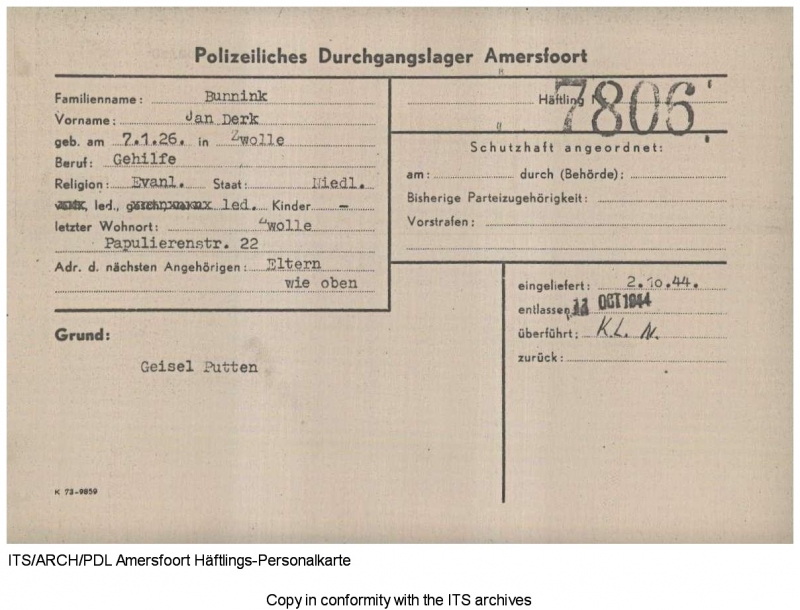 Polizeiliches Durchgangslager Amersfoort
Familienname: Bunnink
Vorname: Jan Derk
geb. am 7.1.26. in Zwolle
Beruf: Gehilfe
Religion: Evanl. Staat: Niedl.
led., led. Kinder –
letzter Wohnort: Zwolle
Papulierenstr. 22
Adr. d. nächsten Angehörigen: Eltern
wie oben
Häftling 7806
Schutzhaft angeordnet:
am: durch (Behörde):
Bisherige Parteizugehörigkeit:
Vorstrafen:
Grund:
Geisel Putten
eingeliefert: 2.10.44.
entlassen: 11 OCT 1944
überführt: K.L. N.
zurück:
K 73-9859
ITS/ARCH/PDL Amersfoort Häftlings-Personalkarte
Copy in conformity with the ITS archives